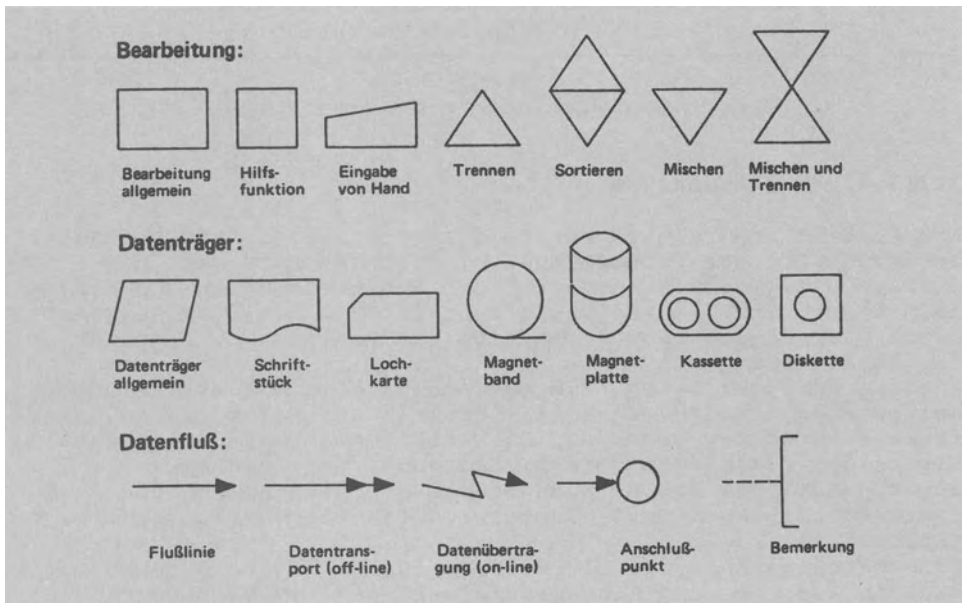 Bearbeitung:
Bearbeitung
allgemein
Hilfs-
funktion
Eingabe
von Hand
Trennen
Sortieren
Mischen
Mischen und
Trennen
Datenträger:
Datenträger
allgemein
Schrift-
stück
Loch-
karte
Magnet-
band
Magnet-
platte
Kassette
Diskette
Datenfluß:
Flußlinie
Datentrans-
port (off-line)
Datenübertra-
gung (on-line)
Anschluß-
punkt
Bemerkung